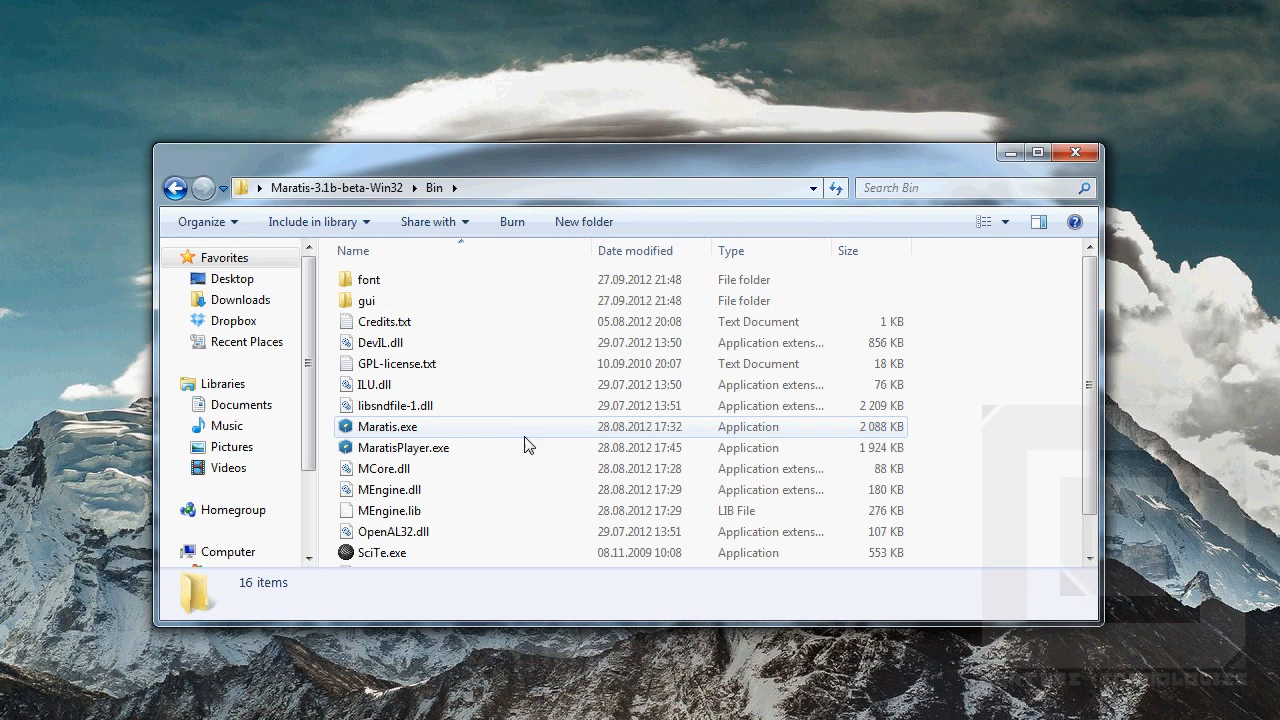 Maratis-3.1b-beta-Win32 Bin Search Bin
Organize Include in library Share with Burn New folder
Name Date modified Type Size
Favorites
Desktop
Downloads
Dropbox
Recent Places
Libraries
Documents
Music
Pictures
Videos
Homegroup
Computer
font 27.09.2012 21:48 File folder
gui 27.09.2012 21:48 File folder
Credits.txt 05.08.2012 20:08 Text Document 1 KB
DevIL.dll 29.07.2012 13:50 Application extens... 856 KB
GPL-license.txt 10.09.2010 20:07 Text Document 18 KB
ILU.dll 29.07.2012 13:50 Application extens... 76 KB
libsndfile-1.dll 29.07.2012 13:51 Application extens... 2 209 KB
Maratis.exe 28.08.2012 17:32 Application 2 088 KB
MaratisPlayer.exe 28.08.2012 17:45 Application 1 924 KB
MCore.dll 28.08.2012 17:28 Application extens... 88 KB
MEngine.dll 28.08.2012 17:29 Application extens... 180 KB
MEngine.lib 28.08.2012 17:29 LIB File 276 KB
OpenAL32.dll 29.07.2012 13:51 Application extens... 107 KB
SciTe.exe 08.11.2009 10:08 Application 553 KB
16 items